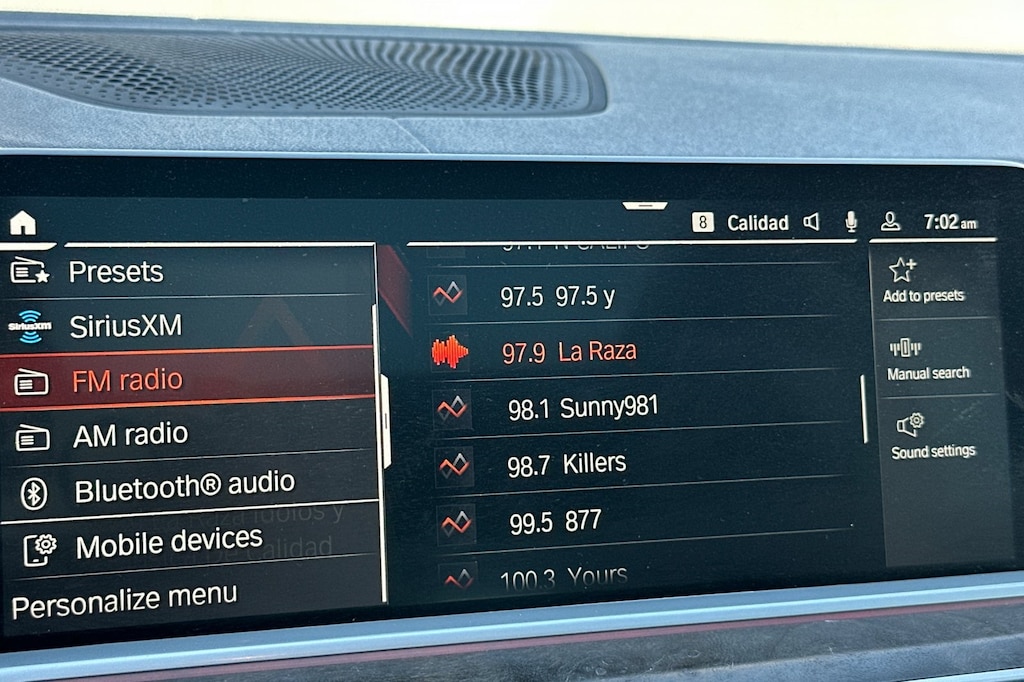 8 Calidad 7:02 am
Presets
SiriusXM
SiriusXM
FM radio
AM radio
Bluetooth® audio
Mobile devices
Personalize menu
97.5 97.5 y
97.9 La Raza
98.1 Sunny981
98.7 Killers
99.5 877
100.3 Yours
Add to presets
Manual search
Sound settings